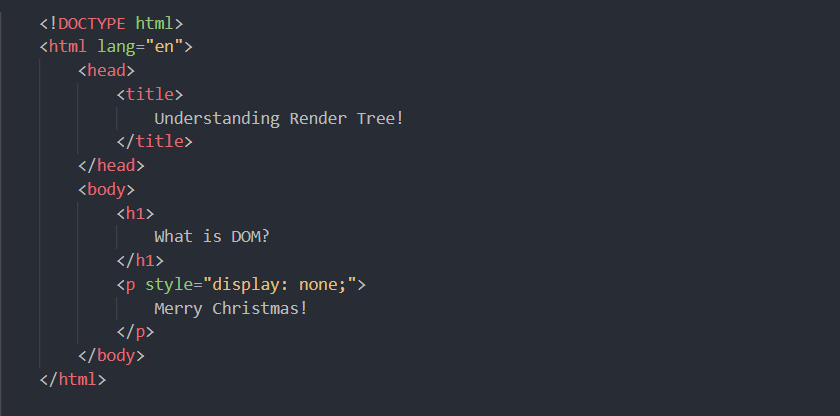 <!DOCTYPE html>
<html lang="en">
    <head>
        <title>
            Understanding Render Tree!
        </title>
    </head>
    <body>
        <h1>
            What is DOM?
        </h1>
        <p style="display: none;">
            Merry Christmas!
        </p>
    </body>
</html>